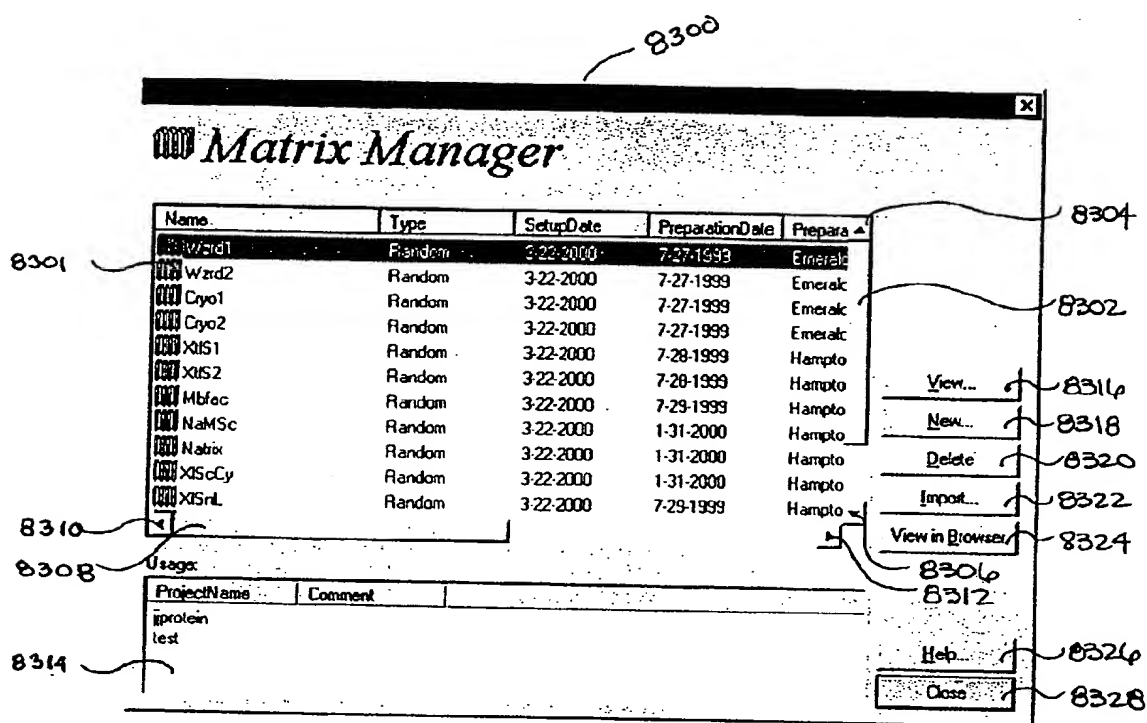 8300
Matrix Manager
Name Type SetupDate PreparationDate Prepara
8304
Wzrd1 Random 3-22-2000 7-27-1999 Emeralc
8301
Wzrd2 Random 3-22-2000 7-27-1999 Emeralc
Cryo1 Random 3-22-2000 7-27-1999 Emeralc
8302
Cryo2 Random 3-22-2000 7-27-1999 Emeralc
XtlS1 Random 3-22-2000 7-28-1999 Hampto
XtlS2 Random 3-22-2000 7-28-1999 Hampto
View... 8316
Mbfac Random 3-22-2000 7-29-1999 Hampto
NaMSc Random 3-22-2000 1-31-2000 Hampto
New... 8318
Natrix Random 3-22-2000 1-31-2000 Hampto
Delete 8320
XlScCy Random 3-22-2000 1-31-2000 Hampto
Import... 8322
XlSnL Random 3-22-2000 7-29-1999 Hampto
8310
View in Browser 8324
8308
8306
Usage:
8312
ProjectName Comment
jjprotein
test
8314
Help... 8326
Close 8328